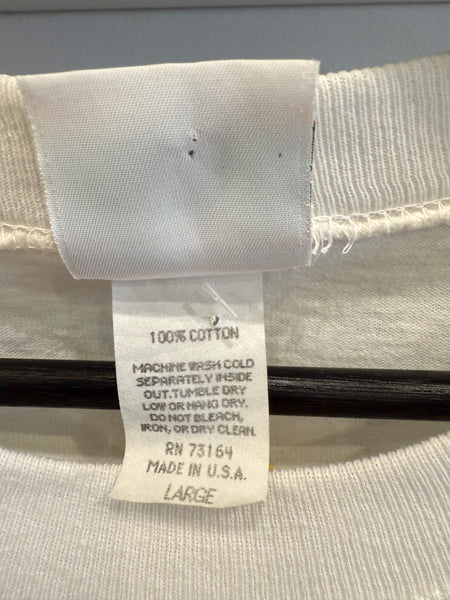 100% COTTON
MACHINE WASH COLD
SEPARATELY INSIDE
OUT. TUMBLE DRY
LOW OR HANG DRY.
DO NOT BLEACH,
IRON, OR DRY CLEAN.
RN 73164
MADE IN U.S.A.
LARGE